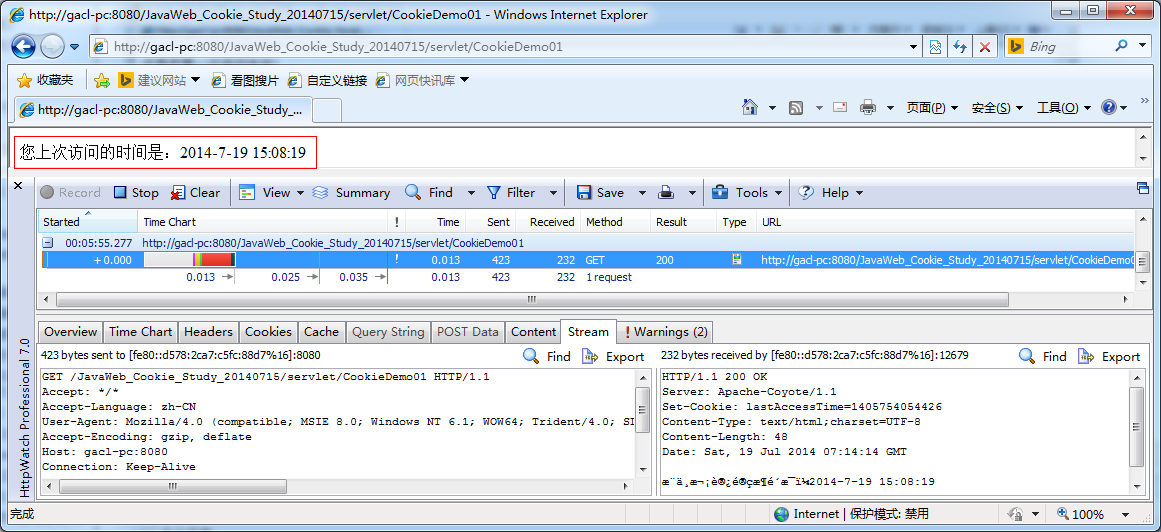 http://gacl-pc:8080/JavaWeb_Cookie_Study_20140715/servlet/CookieDemo01 - Windows Internet Explorer
http://gacl-pc:8080/JavaWeb_Cookie_Study_20140715/servlet/CookieDemo01 Bing
收藏夹 建议网站 看图搜片 自定义链接 网页快讯库
http://gacl-pc:8080/JavaWeb_Cookie_Study_... 页面(P) 安全(S) 工具(O)
您上次访问的时间是：2014-7-19 15:08:19
Record Stop Clear View Summary Find Filter Save Tools Help
Started Time Chart ! Time Sent Received Method Result Type URL
00:05:55.277 http://gacl-pc:8080/JavaWeb_Cookie_Study_20140715/servlet/CookieDemo01
+ 0.000 ! 0.013 423 232 GET 200 http://gacl-pc:8080/JavaWeb_Cookie_Study_20140715/servlet/CookieDemo0
0.013 0.025 0.035 0.013 423 232 1 request
HttpWatch Professional 7.0
Overview Time Chart Headers Cookies Cache Query String POST Data Content Stream ! Warnings (2)
423 bytes sent to [fe80::d578:2ca7:c5fc:88d7%16]:8080 Find Export
GET /JavaWeb_Cookie_Study_20140715/servlet/CookieDemo01 HTTP/1.1
Accept: */*
Accept-Language: zh-CN
User-Agent: Mozilla/4.0 (compatible; MSIE 8.0; Windows NT 6.1; WOW64; Trident/4.0;
Accept-Encoding: gzip, deflate
Host: gacl-pc:8080
Connection: Keep-Alive
232 bytes received by [fe80::d578:2ca7:c5fc:88d7%16]:12679 Find Export
HTTP/1.1 200 OK
Server: Apache-Coyote/1.1
Set-Cookie: lastAccessTime=1405754054426
Content-Type: text/html;charset=UTF-8
Content-Length: 48
Date: Sat, 19 Jul 2014 07:14:14 GMT
2014-7-19 15:08:19
完成 Internet | 保护模式: 禁用 100%